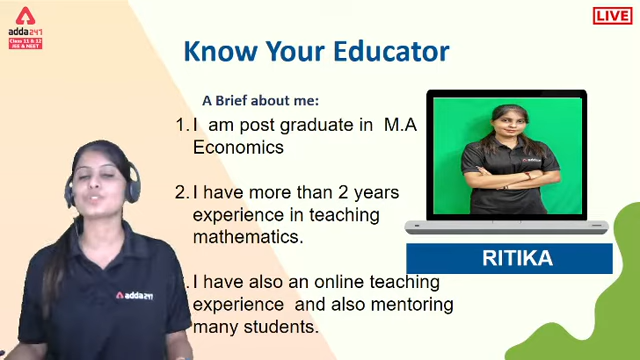 adda247
Class 11 & 12
JEE & NEET
LIVE
Know Your Educator
A Brief about me:
1. I am post graduate in M.A
Economics
2. I have more than 2 years
experience in teaching
mathematics.
I have also an online teaching
experience and also mentoring
many students.
RITIKA
adda247